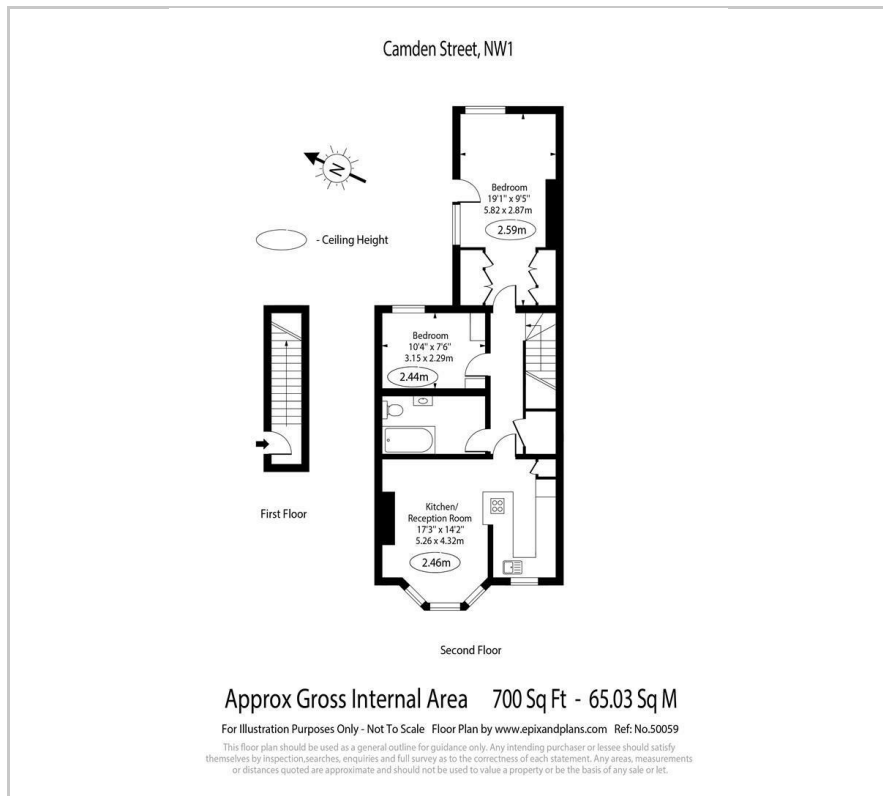 Camden Street, NW1
N
- Ceiling Height
Bedroom
19'1" x 9'5"
5.82 x 2.87m
2.59m
Bedroom
10'4" x 7'6"
3.15 x 2.29m
2.44m
First Floor
Kitchen/
Reception Room
17'3" x 14'2"
5.26 x 4.32m
2.46m
Second Floor
Approx Gross Internal Area 700 Sq Ft - 65.03 Sq M
For Illustration Purposes Only - Not To Scale Floor Plan by www.epixandplans.com Ref: No.50059
This floor plan should be used as a general outline for guidance only. Any intending purchaser or lessee should satisfy
themselves by inspection,searches, enquiries and full survey as to the correctness of each statement. Any areas, measurements
or distances quoted are approximate and should not be used to value a property or be the basis of any sale or let.